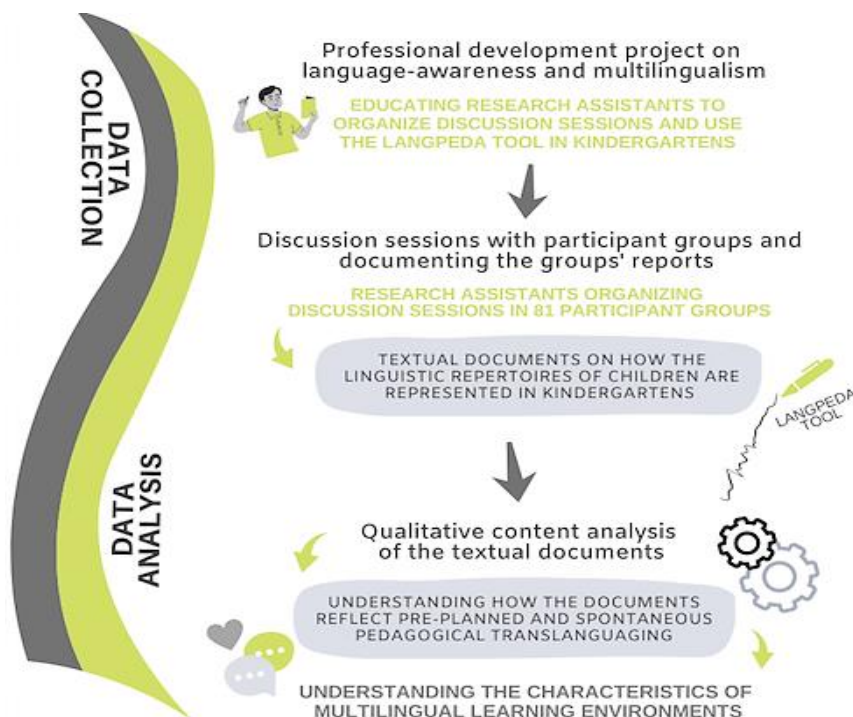 DATA
COLLECTION
Professional development project on
language-awareness and multilingualism
EDUCATING RESEARCH ASSISTANTS TO
ORGANIZE DISCUSSION SESSIONS AND USE
THE LANGPEDA TOOL IN KINDERGARTENS
Discussion sessions with participant groups and
documenting the groups' reports
RESEARCH ASSISTANTS ORGANIZING
DISCUSSION SESSIONS IN 81 PARTICIPANT GROUPS
TEXTUAL DOCUMENTS ON HOW THE
LINGUISTIC REPERTOIRES OF CHILDREN ARE
REPRESENTED IN KINDERGARTENS
LANGPEDA
TOOL
DATA
ANALYSIS
Qualitative content analysis
of the textual documents
UNDERSTANDING HOW THE DOCUMENTS
REFLECT PRE-PLANNED AND SPONTANEOUS
PEDAGOGICAL TRANSLANGUAGING
UNDERSTANDING THE CHARACTERISTICS OF
MULTILINGUAL LEARNING ENVIRONMENTS